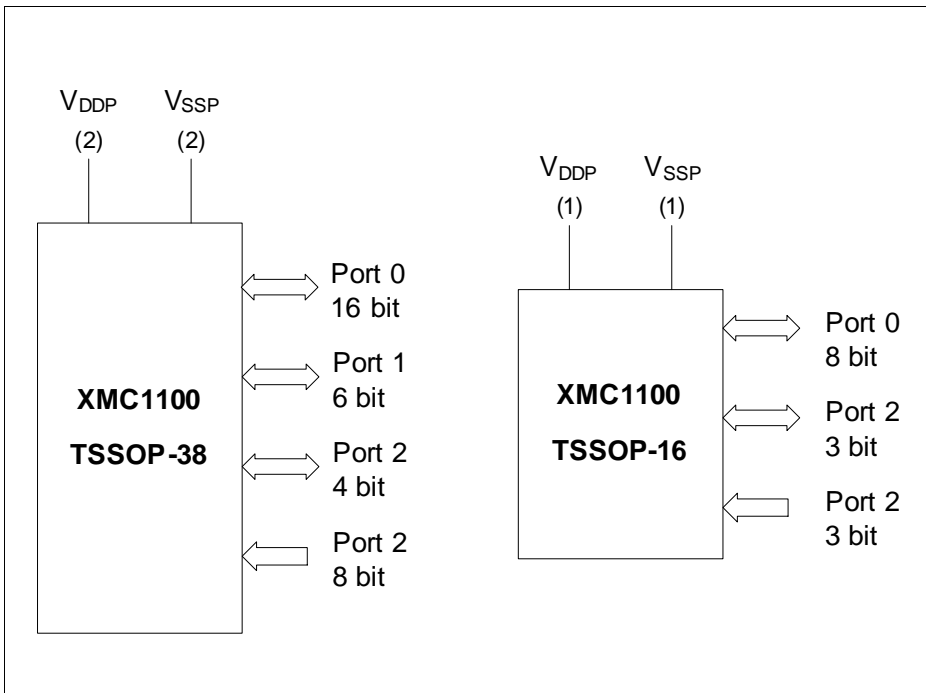 VDDP VSSP
(2) (2)
Port 0
16 bit
Port 1
6 bit
XMC1100
TSSOP-38
Port 2
4 bit
Port 2
8 bit
VDDP VSSP
(1) (1)
Port 0
8 bit
XMC1100
TSSOP-16
Port 2
3 bit
Port 2
3 bit